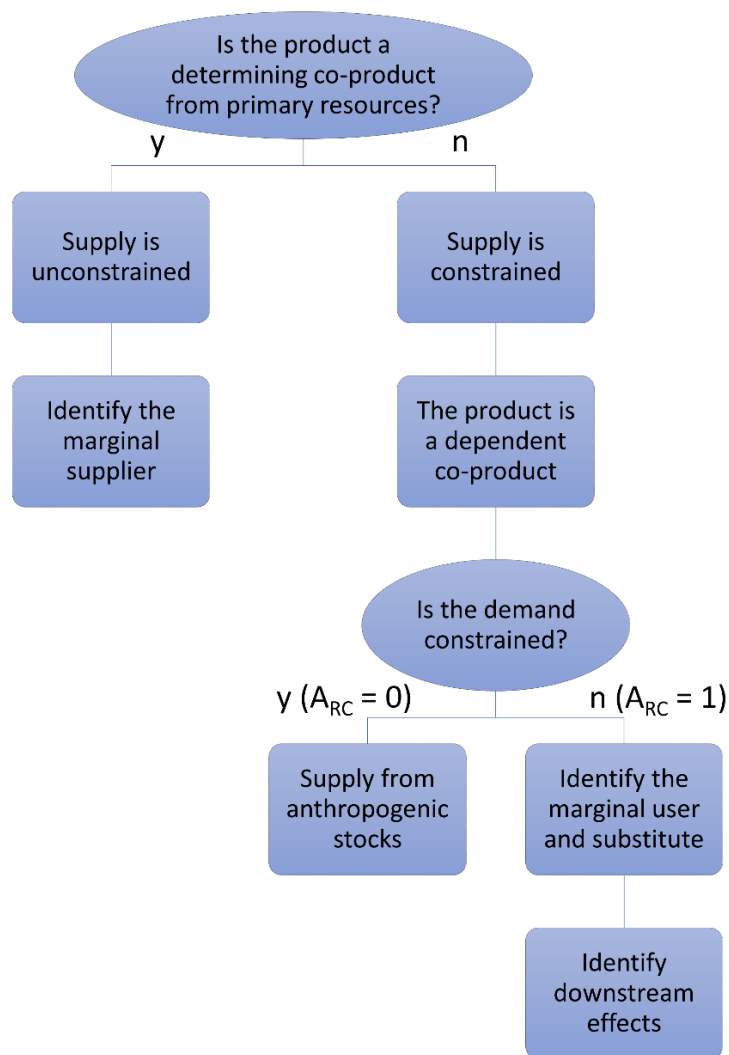 Is the product a
determining co-product
from primary resources?
y
n
Supply is
unconstrained
Supply is
constrained
Identify the
marginal
supplier
The product is
a dependent
co-product
Is the demand
constrained?
y (A_RC = 0)
n (A_RC = 1)
Supply from
anthropogenic
stocks
Identify the
marginal user
and substitute
Identify
downstream
effects